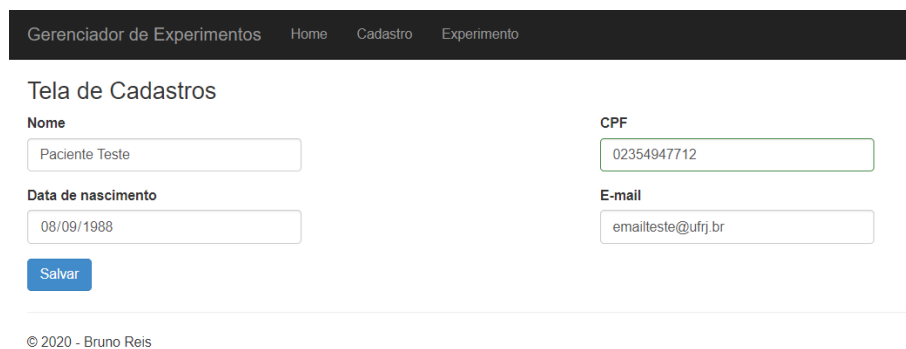 Gerenciador de Experimentos Home Cadastro Experimento
Tela de Cadastros
Nome CPF
Paciente Teste 02354947712
Data de nascimento E-mail
08/09/1988 emailteste@ufrj.br
Salvar
© 2020 - Bruno Reis